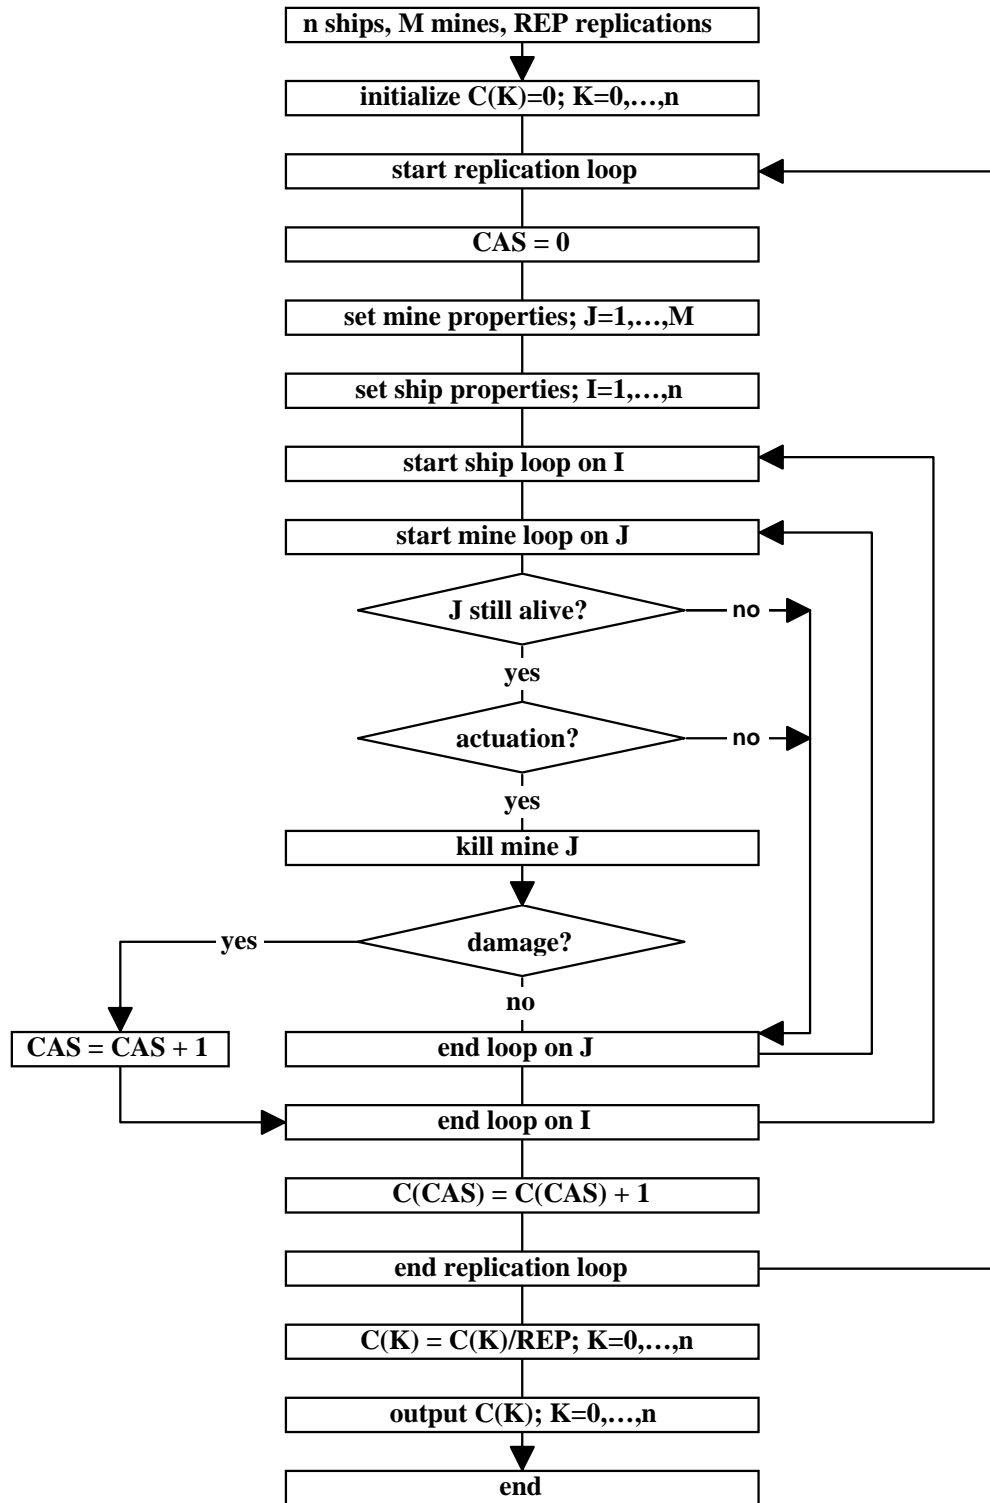 n ships, M mines, REP replications
initialize C(K)=0; K=0,…,n
start replication loop
CAS = 0
set mine properties; J=1,…,M
set ship properties; I=1,…,n
start ship loop on I
start mine loop on J
J still alive?
no
yes
actuation?
no
yes
kill mine J
damage?
yes
no
CAS = CAS + 1
end loop on J
end loop on I
C(CAS) = C(CAS) + 1
end replication loop
C(K) = C(K)/REP; K=0,…,n
output C(K); K=0,…,n
end